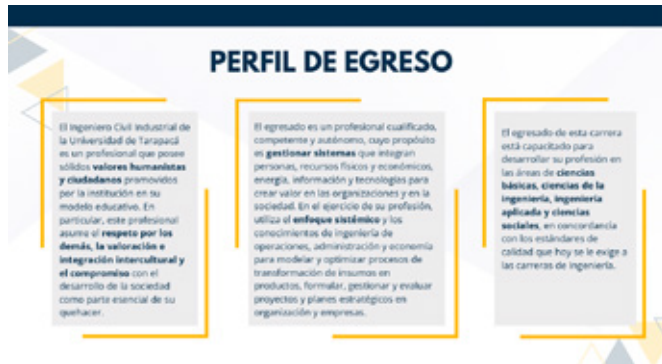 PERFIL DE EGRESO
El Ingeniero Civil Industrial de
la Universidad de Tarapacá
es un profesional que posee
sólidos valores humanistas
y ciudadanos promovidos
por la institución en su
modelo educativo. En
particular, este profesional
asume el respeto por los
demás, la valoración e
integración intercultural y
el compromiso con el
desarrollo de la sociedad
como parte esencial de su
quehacer.
El egresado es un profesional cualificado,
competente y autónomo, cuyo propósito
es gestionar sistemas que integran
personas, recursos físicos y económicos,
energía, información y tecnologías para
crear valor en las organizaciones y en la
sociedad. En el ejercicio de su profesión,
utiliza el enfoque sistémico y los
conocimientos de ingeniería de
operaciones, administración y economía
para modelar y optimizar procesos de
transformación de insumos en
productos, formular, gestionar y evaluar
proyectos y planes estratégicos en
organización y empresas.
El egresado de esta carrera
está capacitado para
desarrollar su profesión en
las áreas de ciencias
básicas, ciencias de la
ingeniería, ingeniería
aplicada y ciencias
sociales, en concordancia
con los estándares de
calidad que hoy se le exige a
las carreras de ingeniería.